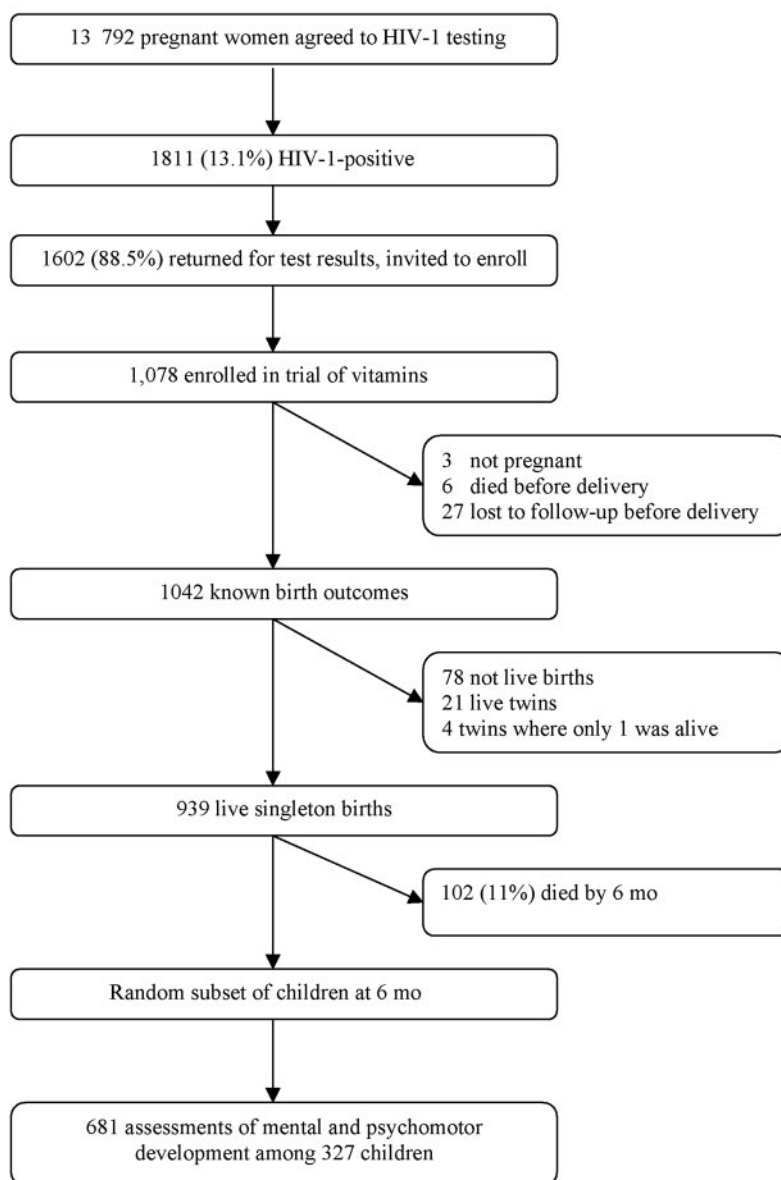 13 792 pregnant women agreed to HIV-1 testing
1811 (13.1%) HIV-1-positive
1602 (88.5%) returned for test results, invited to enroll
1,078 enrolled in trial of vitamins
3 not pregnant
6 died before delivery
27 lost to follow-up before delivery
1042 known birth outcomes
78 not live births
21 live twins
4 twins where only 1 was alive
939 live singleton births
102 (11%) died by 6 mo
Random subset of children at 6 mo
681 assessments of mental and psychomotor
development among 327 children